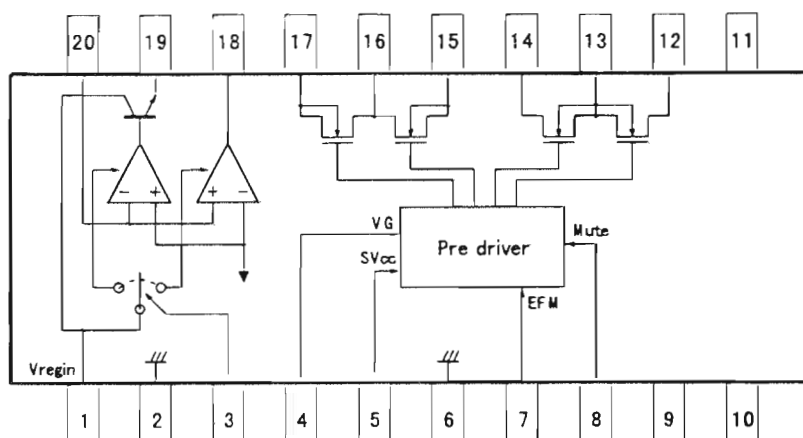 20 19 18 17 16 15 14 13 12 11
− + + −
VG
SVcc
Pre driver
Mute
EFM
Vregin
1 2 3 4 5 6 7 8 9 10